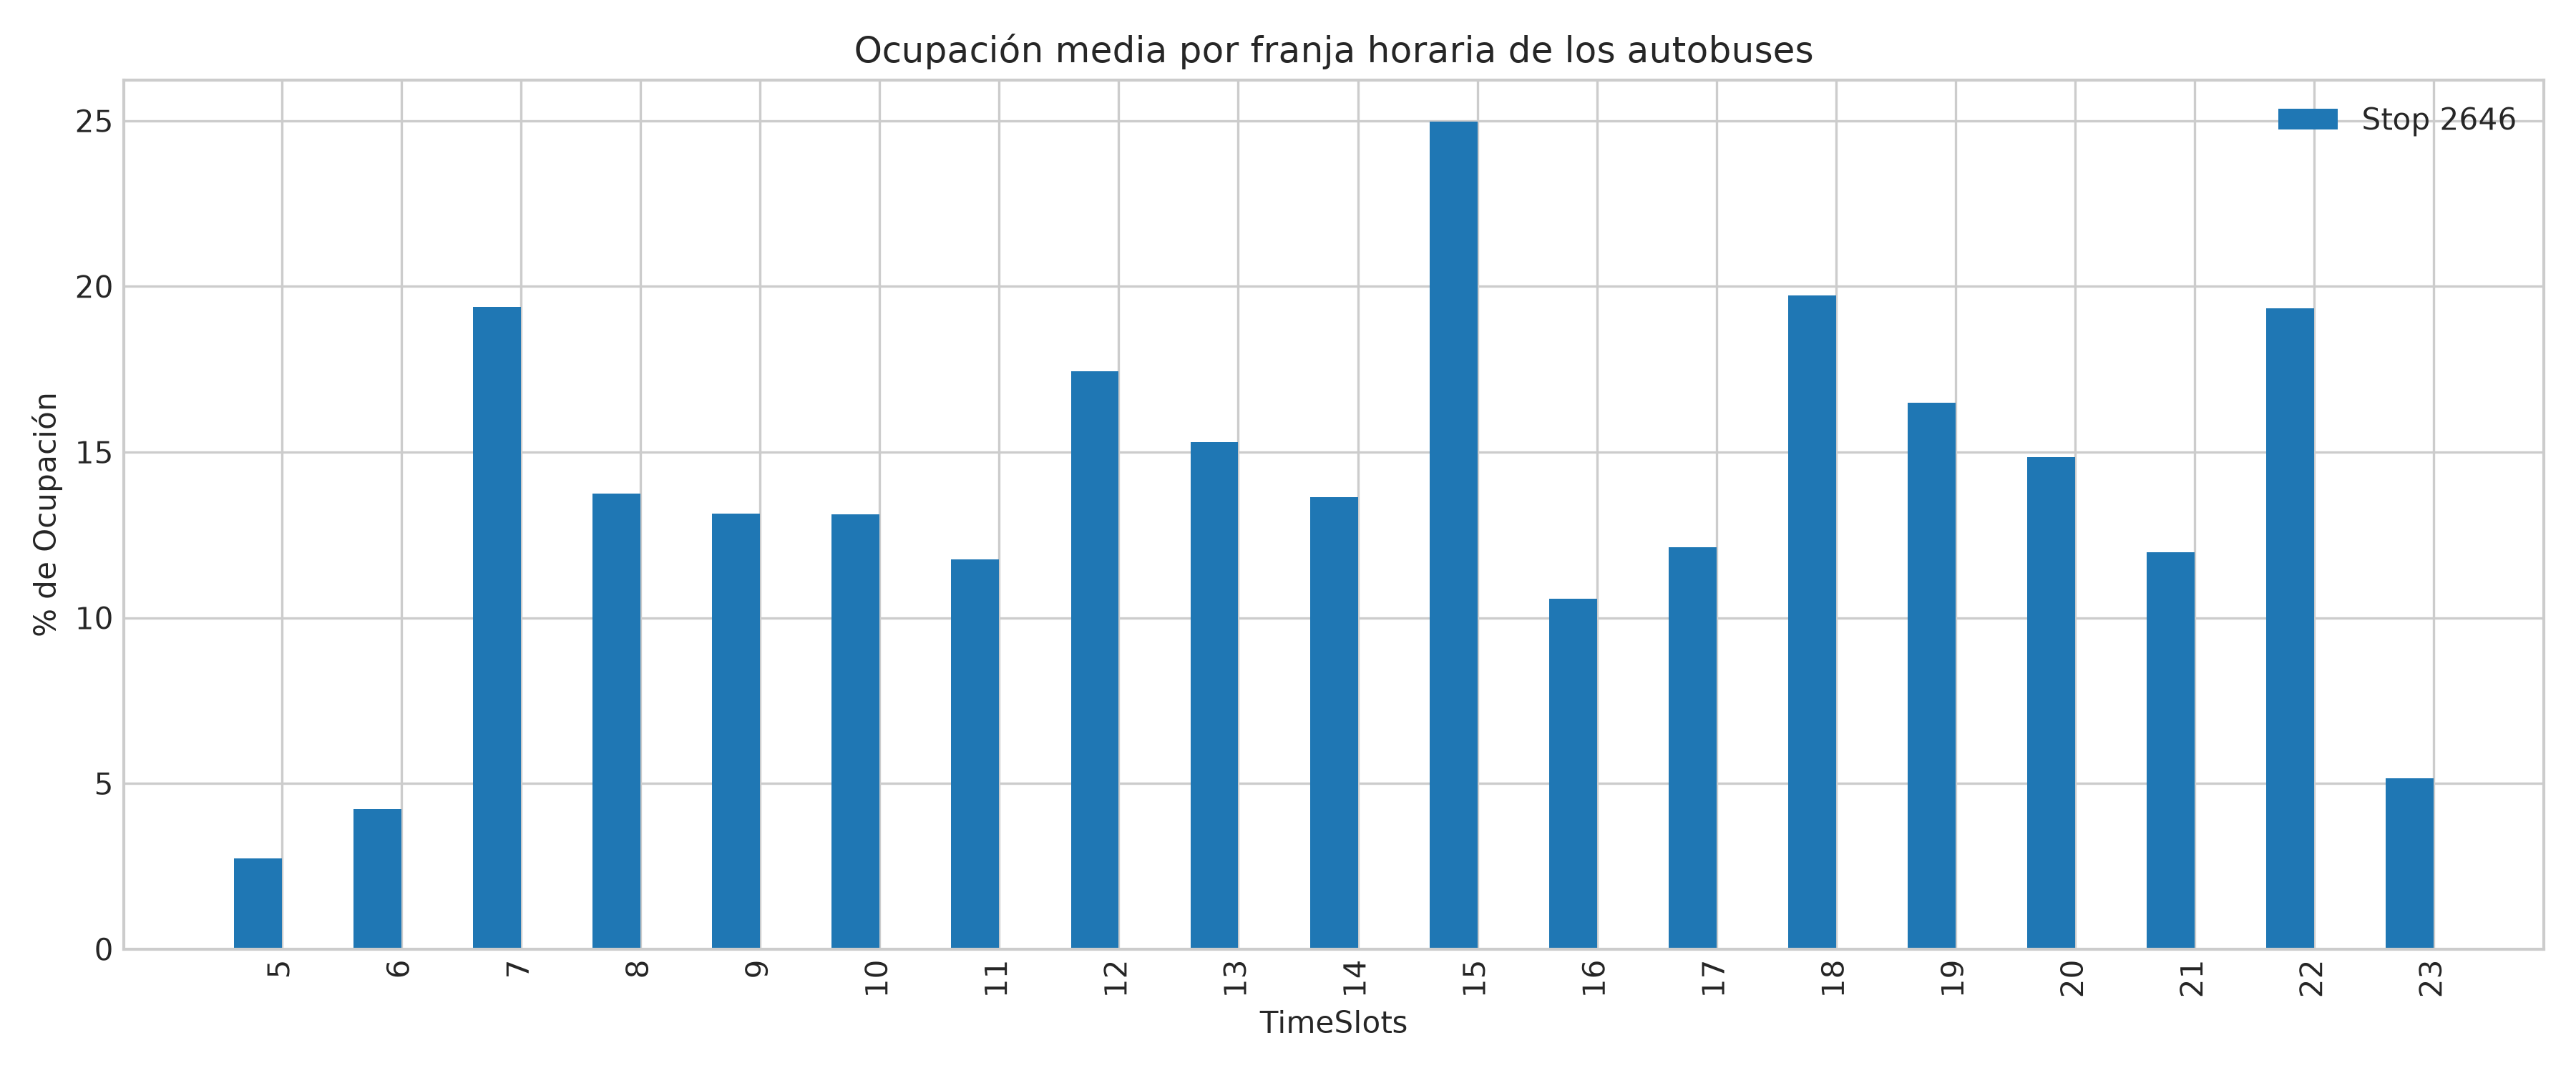 Ocupación media por franja horaria de los autobuses
Stop 2646
% de Ocupación
25
20
15
10
5
0
5 6 7 8 9 10 11 12 13 14 15 16 17 18 19 20 21 22 23
TimeSlots